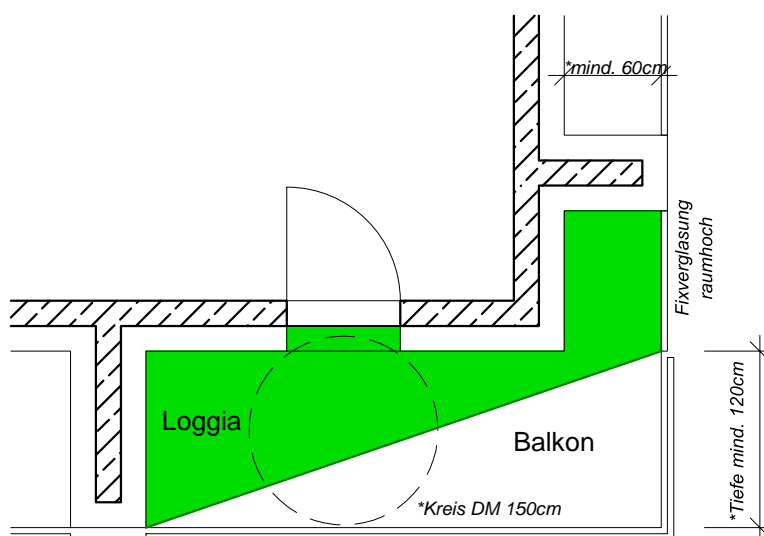 *mind. 60cm
Fixverglasung
raumhoch
Loggia
Balkon
*Tiefe mind. 120cm
*Kreis DM 150cm